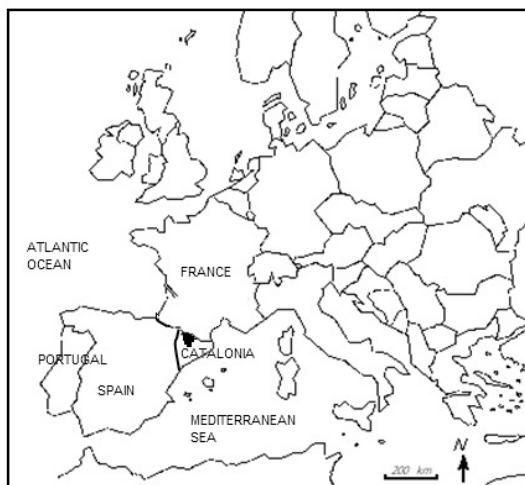 ATLANTIC
OCEAN
FRANCE
PORTUGAL
CATALONIA
SPAIN
MEDITERRANEAN
SEA
N
200 km